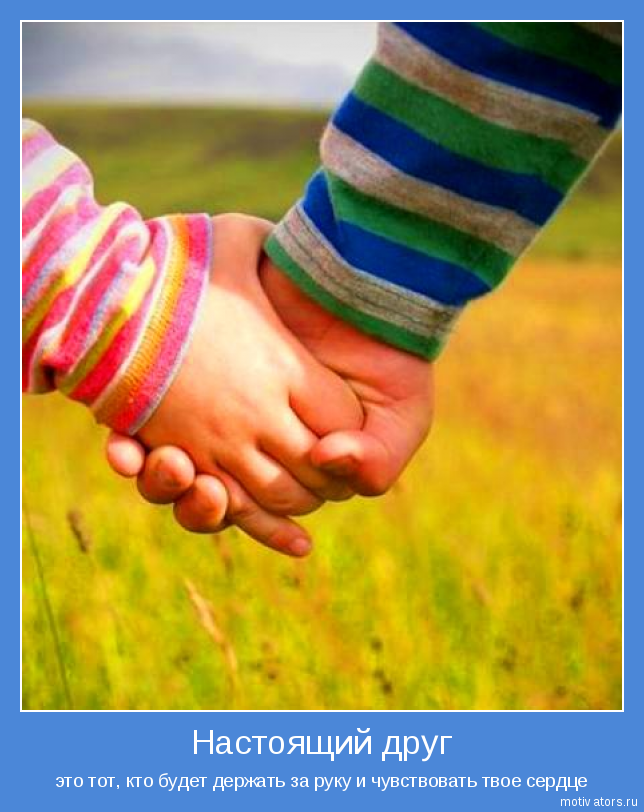 Настоящий друг
это тот, кто будет держать за руку и чувствовать твое сердце
motivators.ru